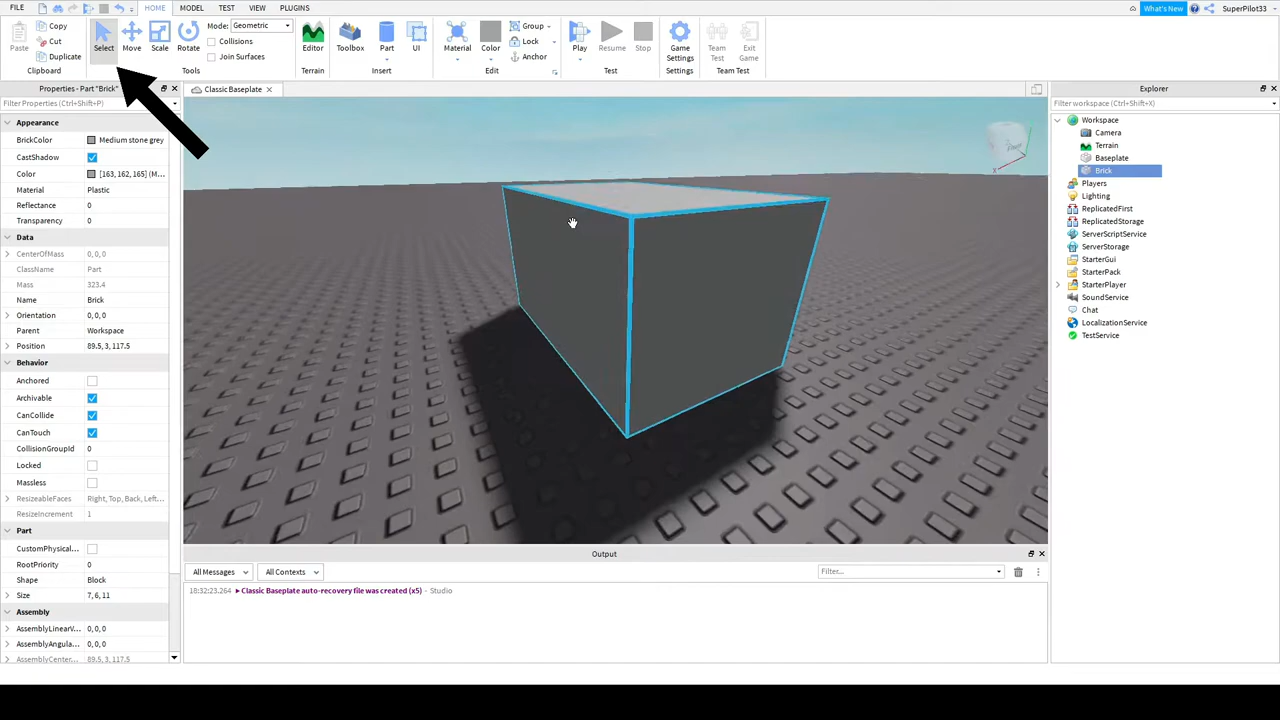 FILE HOME MODEL TEST VIEW PLUGINS What's New SuperPilot33
Copy Cut Duplicate Paste Clipboard
Select Move Scale Rotate Tools
Mode: Geometric
Collisions
Join Surfaces
Editor Terrain
Toolbox Part UI Insert
Material Color Group Lock Anchor Edit
Play Resume Stop Test
Game Settings Settings
Team Test Exit Game Team Test
Properties - Part "Brick"
Filter Properties (Ctrl+Shift+P)
Appearance
BrickColor Medium stone grey
CastShadow
Color [163, 162, 165] (M...
Material Plastic
Reflectance 0
Transparency 0
Data
CenterOfMass 0, 0, 0
ClassName Part
Mass 323.4
Name Brick
Orientation 0, 0, 0
Parent Workspace
Position 89.5, 3, 117.5
Behavior
Anchored
Archivable
CanCollide
CanTouch
CollisionGroupId 0
Locked
Massless
ResizeableFaces Right, Top, Back, Left...
ResizeIncrement 1
Part
CustomPhysical...
RootPriority 0
Shape Block
Size 7, 6, 11
Assembly
AssemblyLinearV... 0, 0, 0
AssemblyAngula... 0, 0, 0
AssemblyCenter... 89.5, 3, 117.5
Classic Baseplate
X
Output
All Messages All Contexts Filter...
18:32:23.264 Classic Baseplate auto-recovery file was created (x5) - Studio
Explorer
Filter workspace (Ctrl+Shift+X)
Workspace
Camera
Terrain
Baseplate
Brick
Players
Lighting
ReplicatedFirst
ReplicatedStorage
ServerScriptService
ServerStorage
StarterGui
StarterPack
StarterPlayer
SoundService
Chat
LocalizationService
TestService